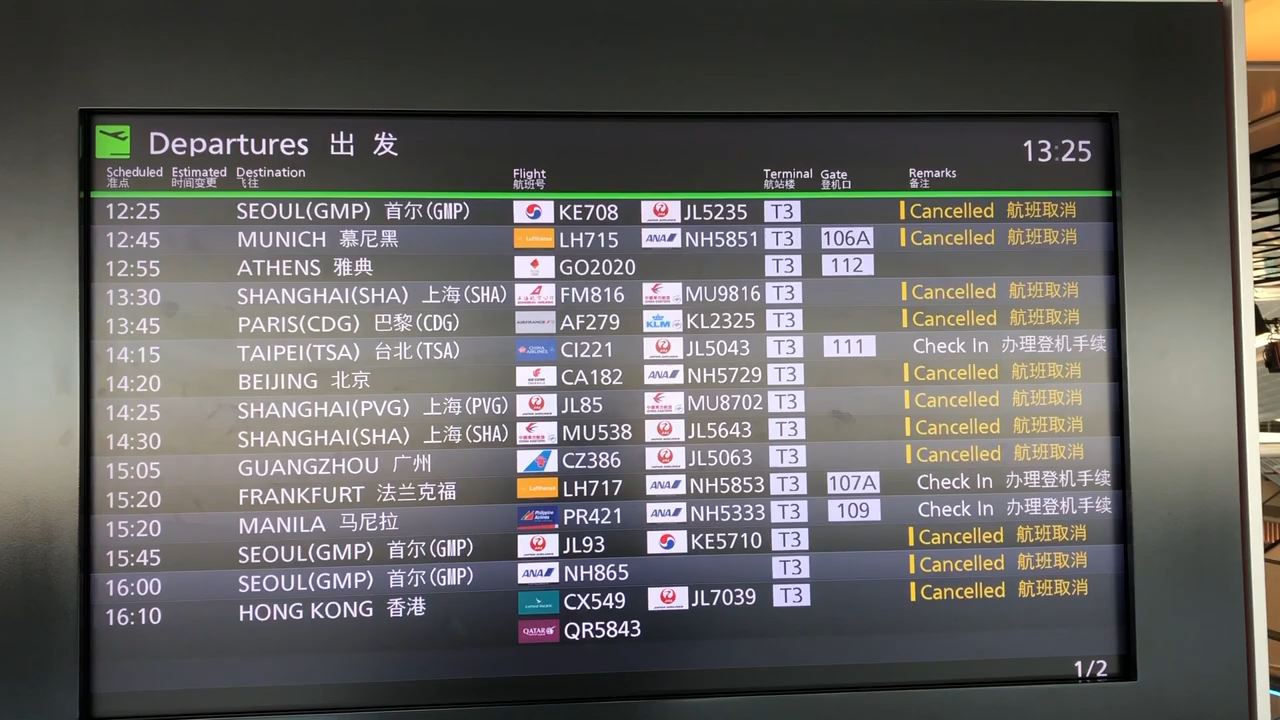 Departures 出 发 13:25
Scheduled Estimated Destination Flight Terminal Gate Remarks
准点 时间变更 飞往 航班号 航站楼 登机口 备注
12:25 SEOUL(GMP) 首尔(GMP) KE708 JL5235 T3 Cancelled 航班取消
12:45 MUNICH 慕尼黑 Lufthansa LH715 ANA NH5851 T3 106A Cancelled 航班取消
12:55 ATHENS 雅典 GO2020 T3 112
13:30 SHANGHAI(SHA) 上海(SHA) FM816 MU9816 T3 Cancelled 航班取消
13:45 PARIS(CDG) 巴黎(CDG) AIRFRANCE AF279 KLM KL2325 T3 Cancelled 航班取消
14:15 TAIPEI(TSA) 台北(TSA) CHINA AIRLINES CI221 JL5043 T3 111 Check In 办理登机手续
14:20 BEIJING 北京 CA182 ANA NH5729 T3 Cancelled 航班取消
14:25 SHANGHAI(PVG) 上海(PVG) JL85 MU8702 T3 Cancelled 航班取消
14:30 SHANGHAI(SHA) 上海(SHA) MU538 JL5643 T3 Cancelled 航班取消
15:05 GUANGZHOU 广州 CZ386 JL5063 T3 Cancelled 航班取消
15:20 FRANKFURT 法兰克福 Lufthansa LH717 ANA NH5853 T3 107A Check In 办理登机手续
15:20 MANILA 马尼拉 Philippine Airlines PR421 ANA NH5333 T3 109 Check In 办理登机手续
15:45 SEOUL(GMP) 首尔(GMP) JL93 KE5710 T3 Cancelled 航班取消
16:00 SEOUL(GMP) 首尔(GMP) ANA NH865 T3 Cancelled 航班取消
16:10 HONG KONG 香港 CX549 JL7039 T3 Cancelled 航班取消
QATAR QR5843
1/2